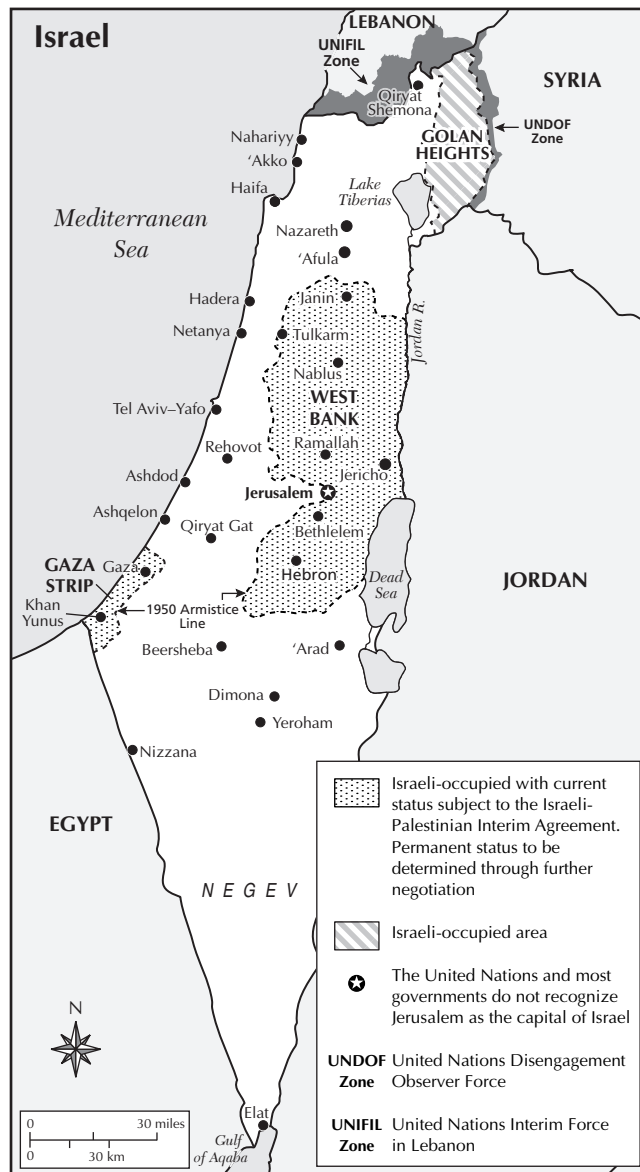 Israel
LEBANON
UNIFIL
Zone
SYRIA
Qiryat
Shemona
UNDOF
Zone
GOLAN
HEIGHTS
Nahariyy
‘Akko
Lake
Tiberias
Haifa
Mediterranean
Sea
Nazareth
‘Afula
Hadera
Janin
Jordan R.
Netanya
Tulkarm
Nablus
WEST
BANK
Tel Aviv–Yafo
Rehovot
Ramallah
Jericho
Ashdod
Jerusalem
Ashqelon
Qiryat Gat
Bethlelem
GAZA
STRIP
Gaza
Hebron
Dead
Sea
JORDAN
Khan
Yunus
1950 Armistice
Line
Beersheba
‘Arad
Dimona
Yeroham
Nizzana
EGYPT
NEGEV
Israeli-occupied with current
status subject to the Israeli-
Palestinian Interim Agreement.
Permanent status to be
determined through further
negotiation
Israeli-occupied area
The United Nations and most
governments do not recognize
Jerusalem as the capital of Israel
UNDOF United Nations Disengagement
Zone Observer Force
UNIFIL United Nations Interim Force
Zone in Lebanon
N
0 30 miles
0 30 km
Elat
Gulf
of Aqaba